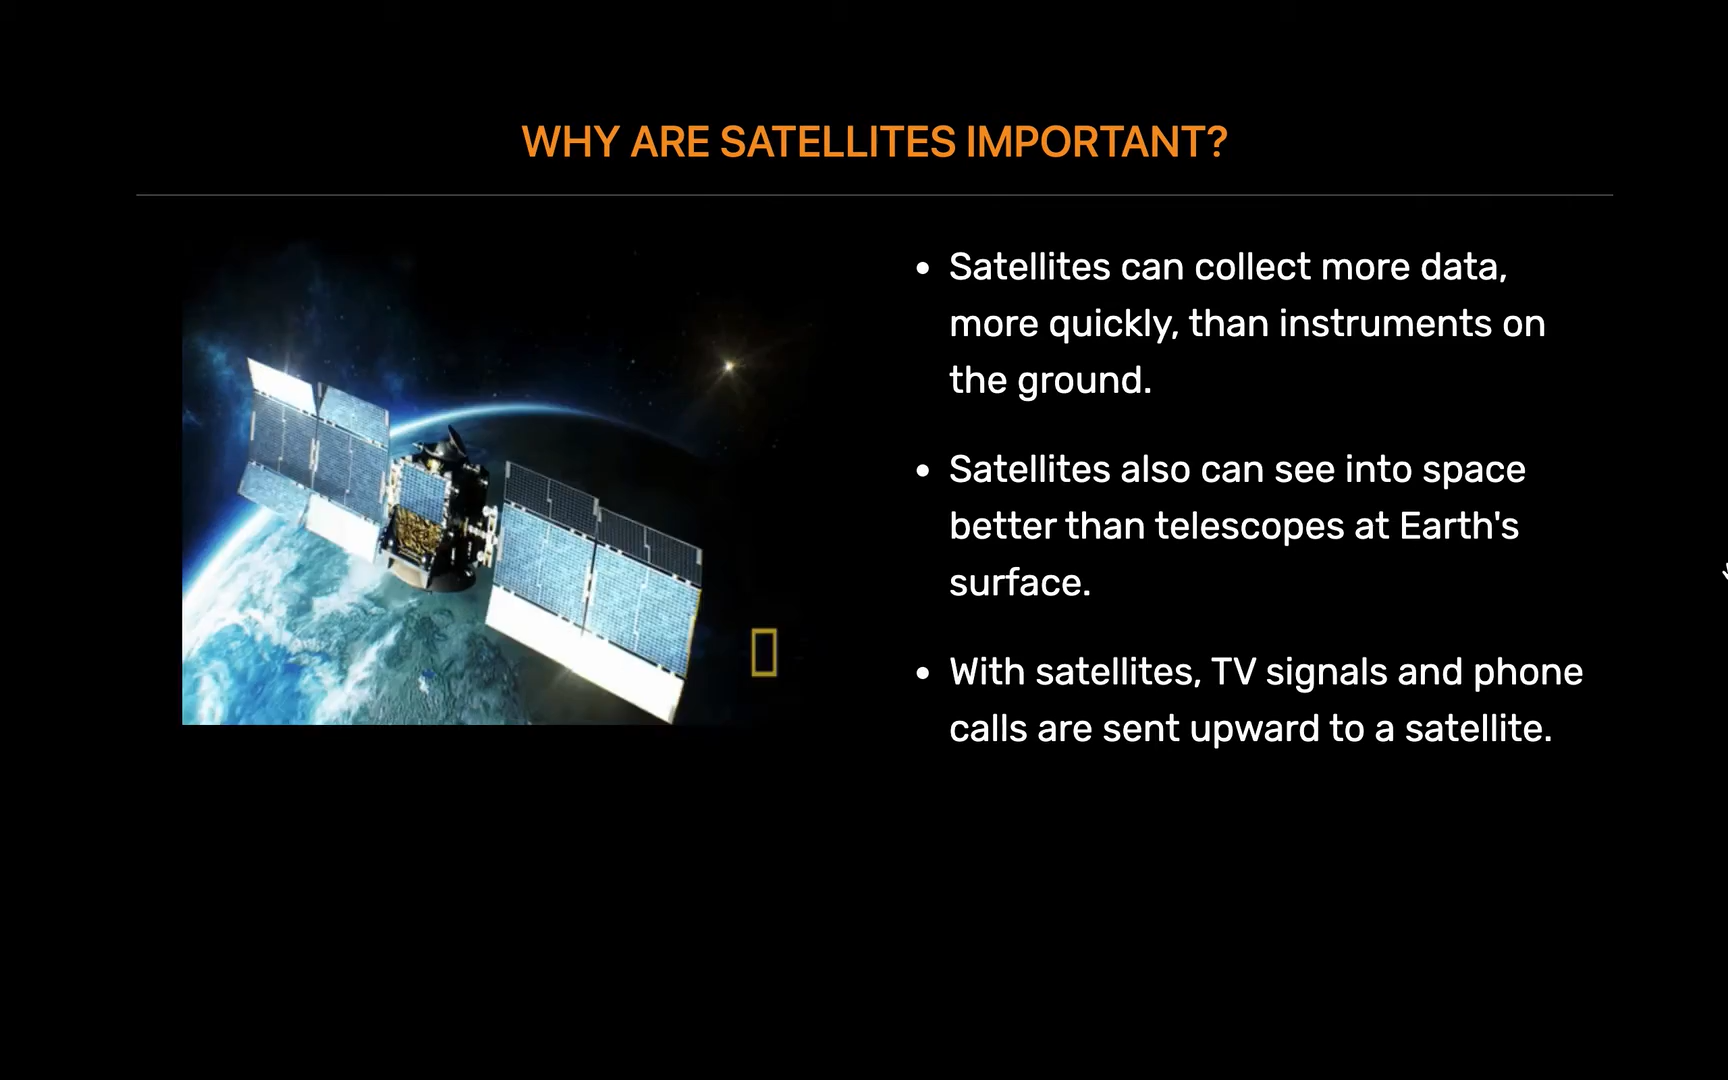 WHY ARE SATELLITES IMPORTANT?
• Satellites can collect more data,
more quickly, than instruments on
the ground.
• Satellites also can see into space
better than telescopes at Earth's
surface.
• With satellites, TV signals and phone
calls are sent upward to a satellite.